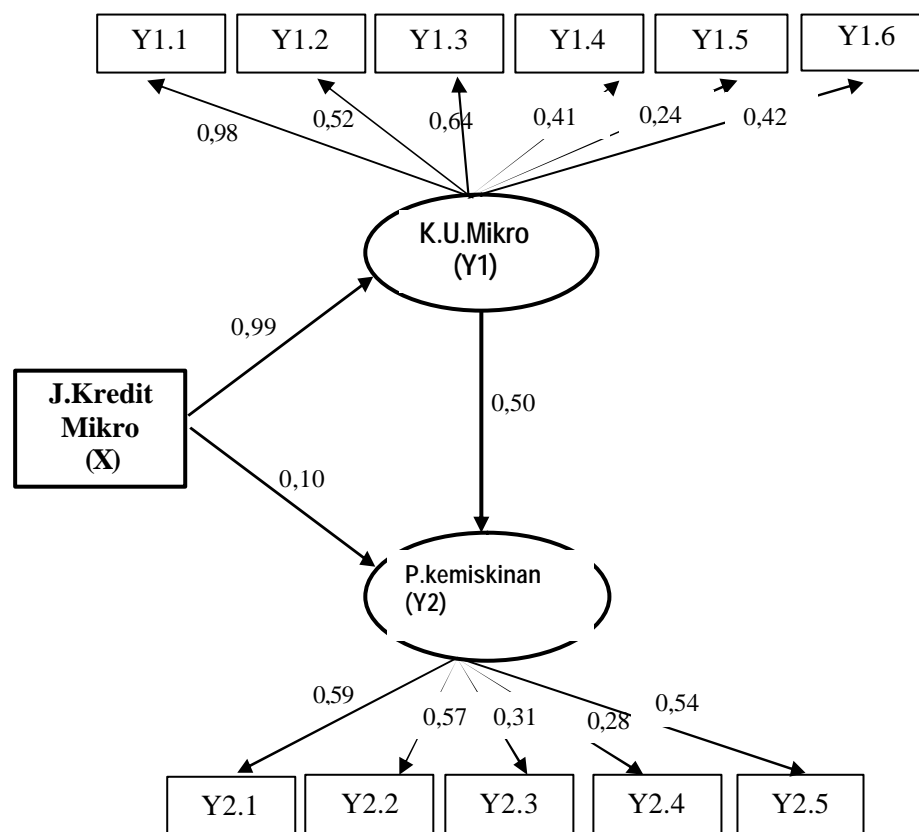 Y1.1 Y1.2 Y1.3 Y1.4 Y1.5 Y1.6
0,98 0,52 0,64 0,41 0,24 0,42
K.U.Mikro
(Y1)
0,99
J.Kredit
Mikro
(X)
0,50
0,10
P.kemiskinan
(Y2)
0,59 0,57 0,31 0,28 0,54
Y2.1 Y2.2 Y2.3 Y2.4 Y2.5